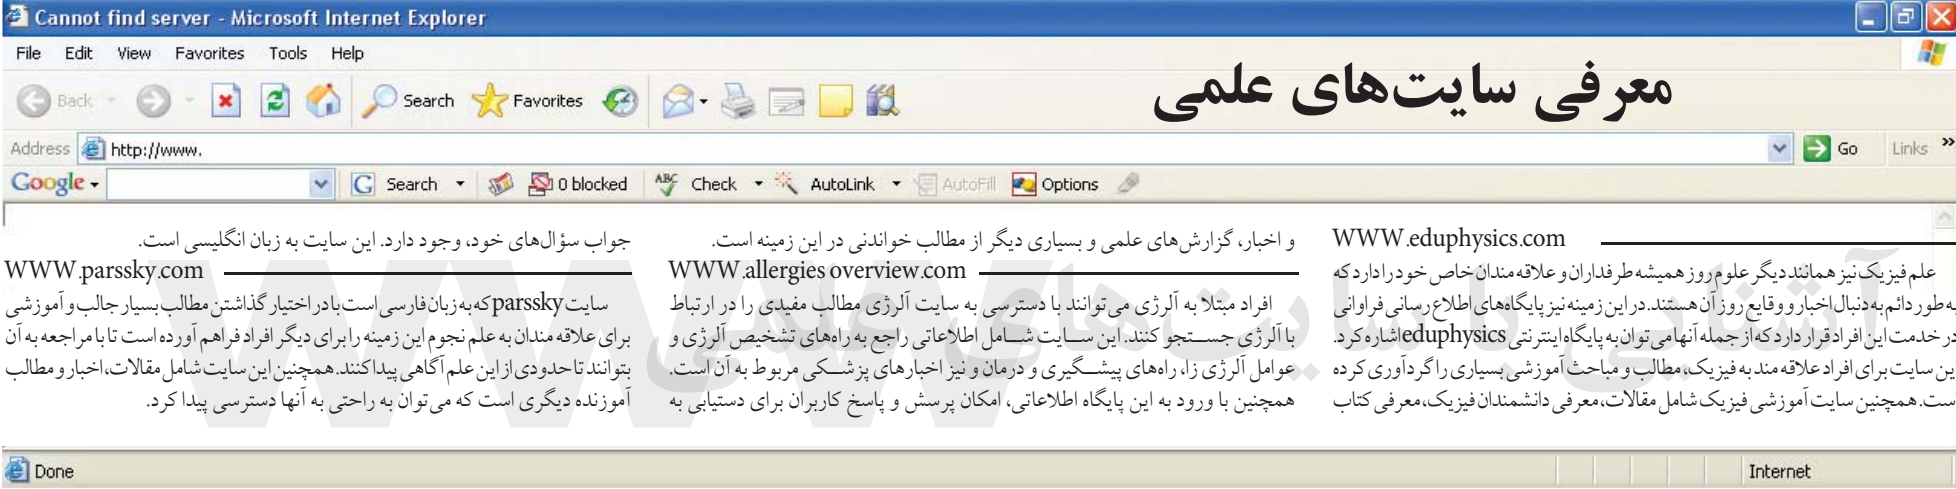 Cannot find server - Microsoft Internet Explorer
File Edit View Favorites Tools Help
معرفی سایت‌های علمی
Back Search Favorites
Address http://www. Go Links »
Google Search 0 blocked ABC Check AutoLink AutoFill Options
WWW.eduphysics.com
علم فیزیک نیز همانند دیگر علوم روز همیشه طرفداران و علاقه‌مندان خاص خود را دارد که
به‌طور دائم به دنبال اخبار و وقایع روز آن هستند. در این زمینه نیز پایگاه‌های اطلاع رسانی فراوانی
در خدمت این افراد قرار دارد که از جمله آنها می‌توان به پایگاه اینترنتی eduphysics اشاره کرد.
این سایت برای افراد علاقه‌مند به فیزیک، مطالب و مباحث آموزشی بسیاری را گردآوری کرده
است. همچنین سایت آموزشی فیزیک شامل مقالات، معرفی دانشمندان فیزیک، معرفی کتاب
و اخبار، گزارش‌های علمی و بسیاری دیگر از مطالب خواندنی در این زمینه است.
WWW.allergies overview.com
افراد مبتلا به آلرژی می‌توانند با دسترسی به سایت آلرژی مطالب مفیدی را در ارتباط
با آلرژی جستجو کنند. این سایت شامل اطلاعاتی راجع به راه‌های تشخیص آلرژی و
عوامل آلرژی زا، راه‌های پیشگیری و درمان و نیز اخبارهای پزشکی مربوط به آن است.
همچنین با ورود به این پایگاه اطلاعاتی، امکان پرسش و پاسخ کاربران برای دستیابی به
جواب سؤال‌های خود، وجود دارد. این سایت به زبان انگلیسی است.
WWW.parssky.com
سایت parssky که به زبان فارسی است با در اختیار گذاشتن مطالب بسیار جالب و آموزشی
برای علاقه‌مندان به علم نجوم این زمینه را برای دیگر افراد فراهم آورده است تا با مراجعه به آن
بتوانند تا حدودی از این علم آگاهی پیدا کنند. همچنین این سایت شامل مقالات، اخبار و مطالب
آموزنده دیگری است که می‌توان به راحتی به آنها دسترسی پیدا کرد.
آشنایی با سایت‌های علمی
www
Done Internet